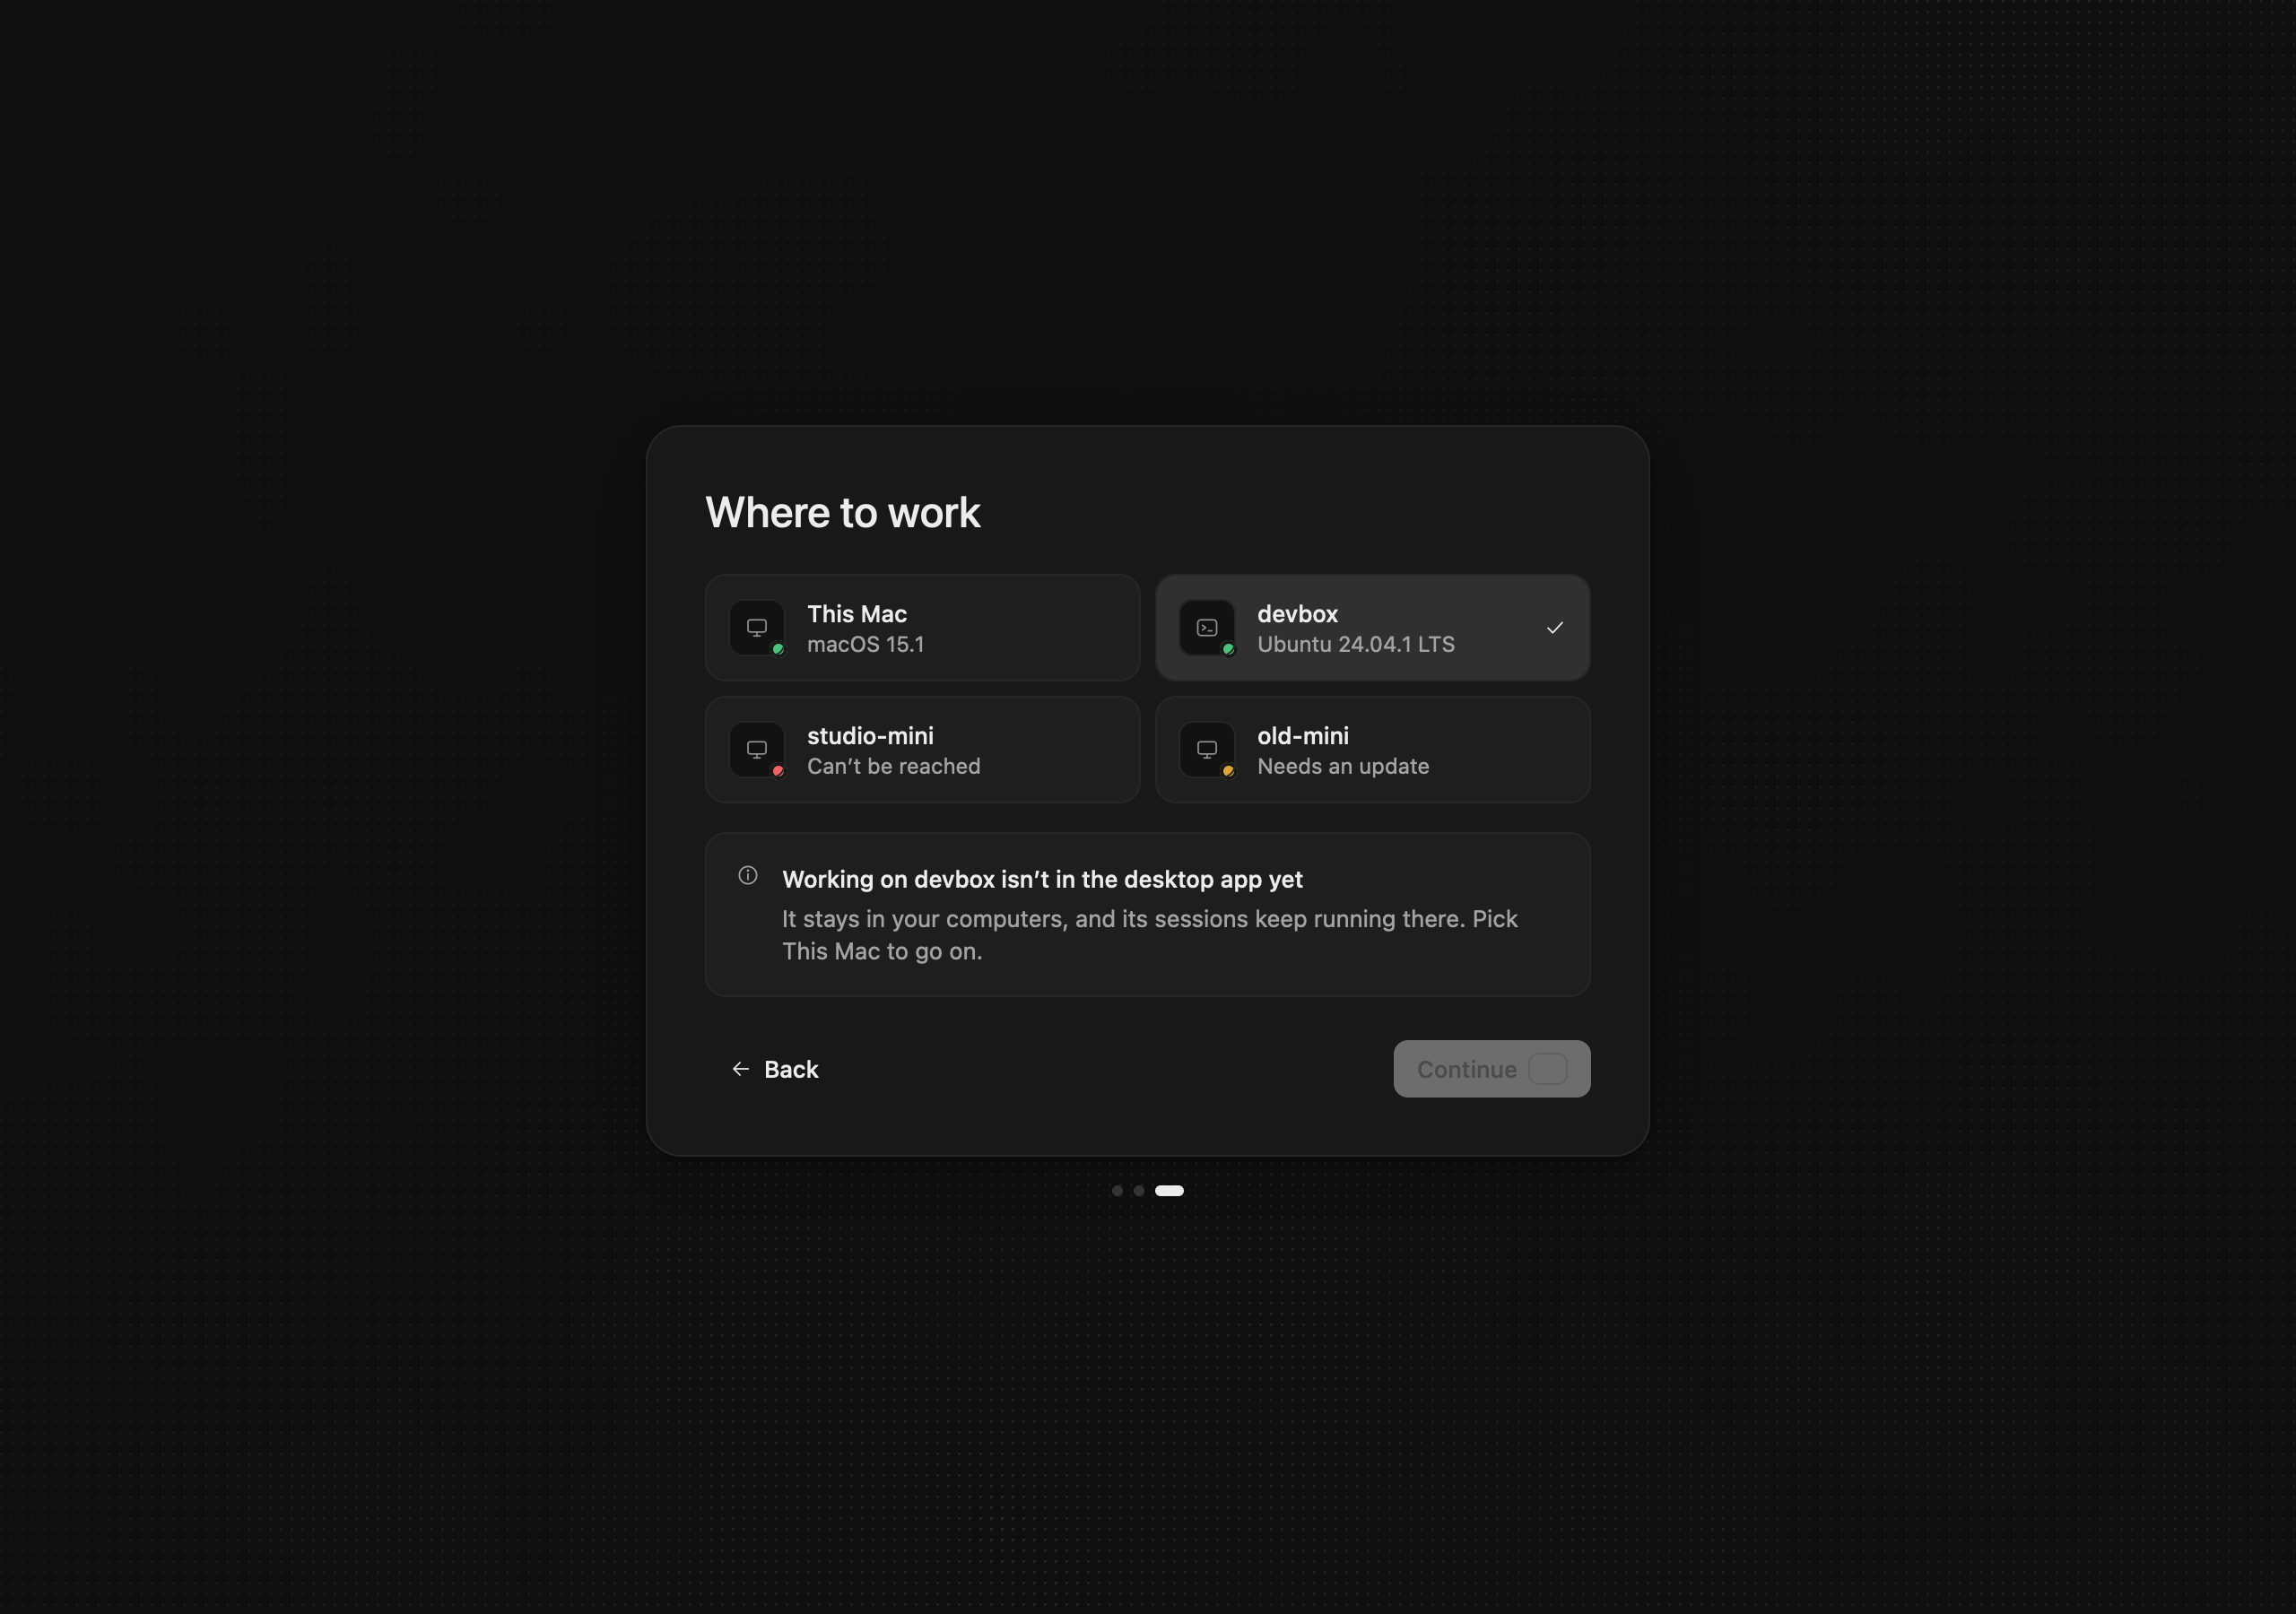 Where to work
This Mac
macOS 15.1
devbox
Ubuntu 24.04.1 LTS
studio-mini
Can’t be reached
old-mini
Needs an update
Working on devbox isn’t in the desktop app yet
It stays in your computers, and its sessions keep running there. Pick
This Mac to go on.
Back
Continue